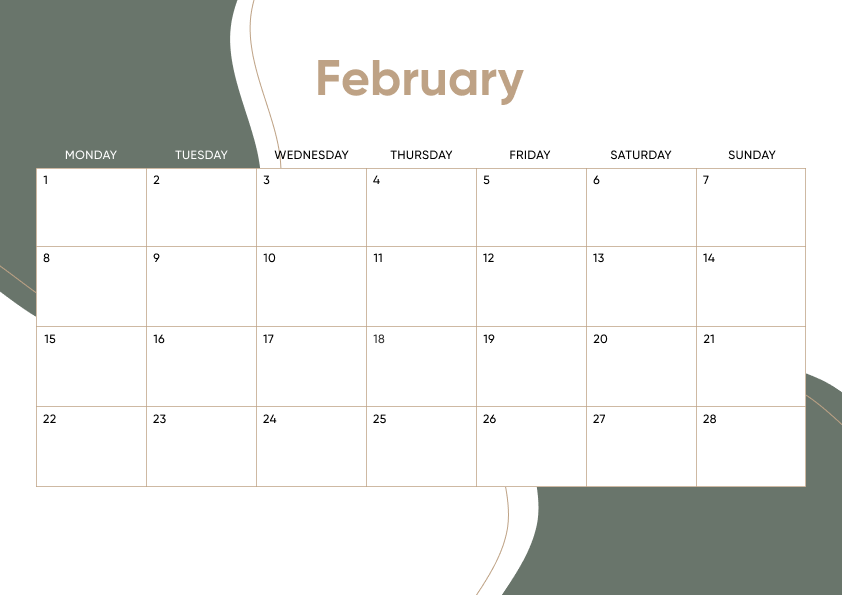 February
MONDAY TUESDAY WEDNESDAY THURSDAY FRIDAY SATURDAY SUNDAY
1 2 3 4 5 6 7
8 9 10 11 12 13 14
15 16 17 18 19 20 21
22 23 24 25 26 27 28